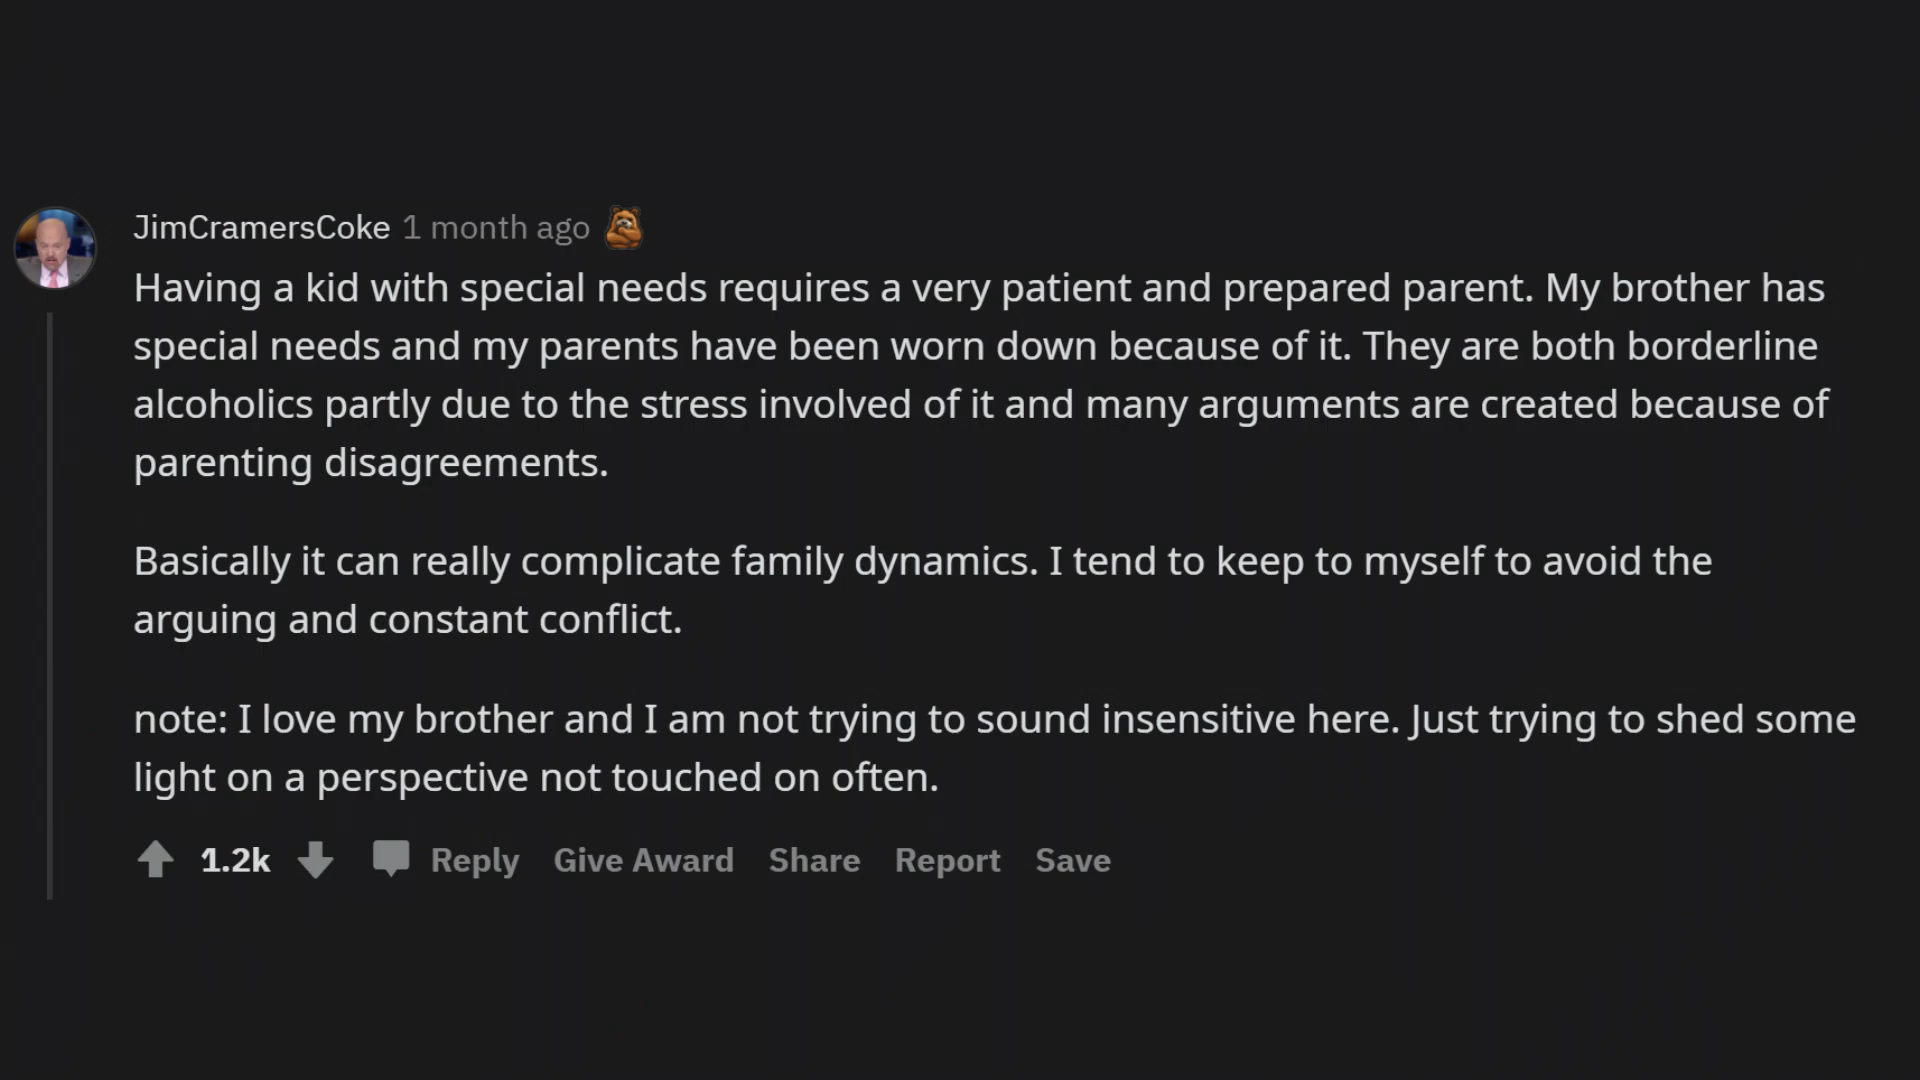 JimCramersCoke 1 month ago
Having a kid with special needs requires a very patient and prepared parent. My brother has
special needs and my parents have been worn down because of it. They are both borderline
alcoholics partly due to the stress involved of it and many arguments are created because of
parenting disagreements.
Basically it can really complicate family dynamics. I tend to keep to myself to avoid the
arguing and constant conflict.
note: I love my brother and I am not trying to sound insensitive here. Just trying to shed some
light on a perspective not touched on often.
1.2k Reply Give Award Share Report Save